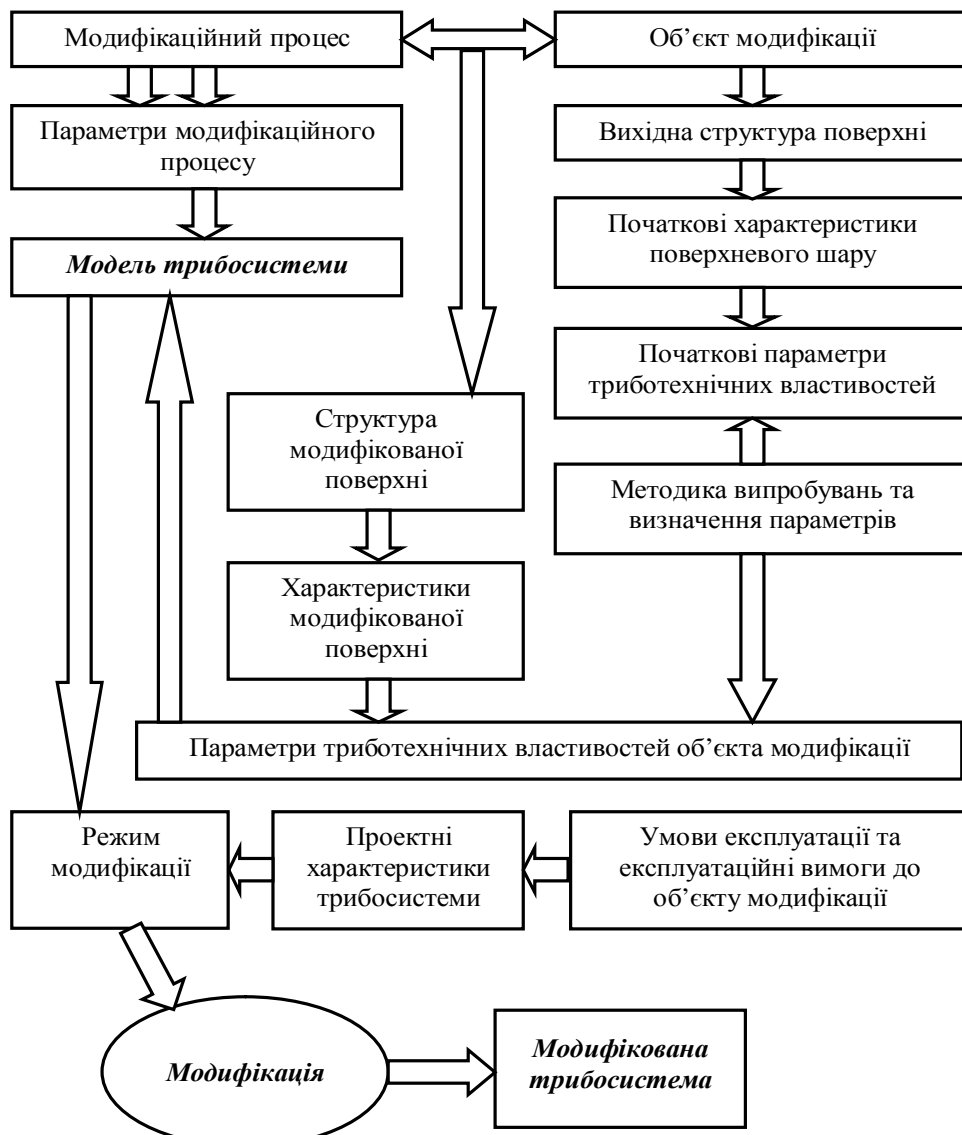 Модифікаційний процес
Об’єкт модифікації
Параметри модифікаційного
процесу
Вихідна структура поверхні
Початкові характеристики
поверхневого шару
Модель трибосистеми
Початкові параметри
триботехнічних властивостей
Структура
модифікованої
поверхні
Методика випробувань та
визначення параметрів
Характеристики
модифікованої
поверхні
Параметри триботехнічних властивостей об’єкта модифікації
Режим
модифікації
Проектні
характеристики
трибосистеми
Умови експлуатації та
експлуатаційні вимоги до
об’єкту модифікації
Модифікація
Модифікована
трибосистема